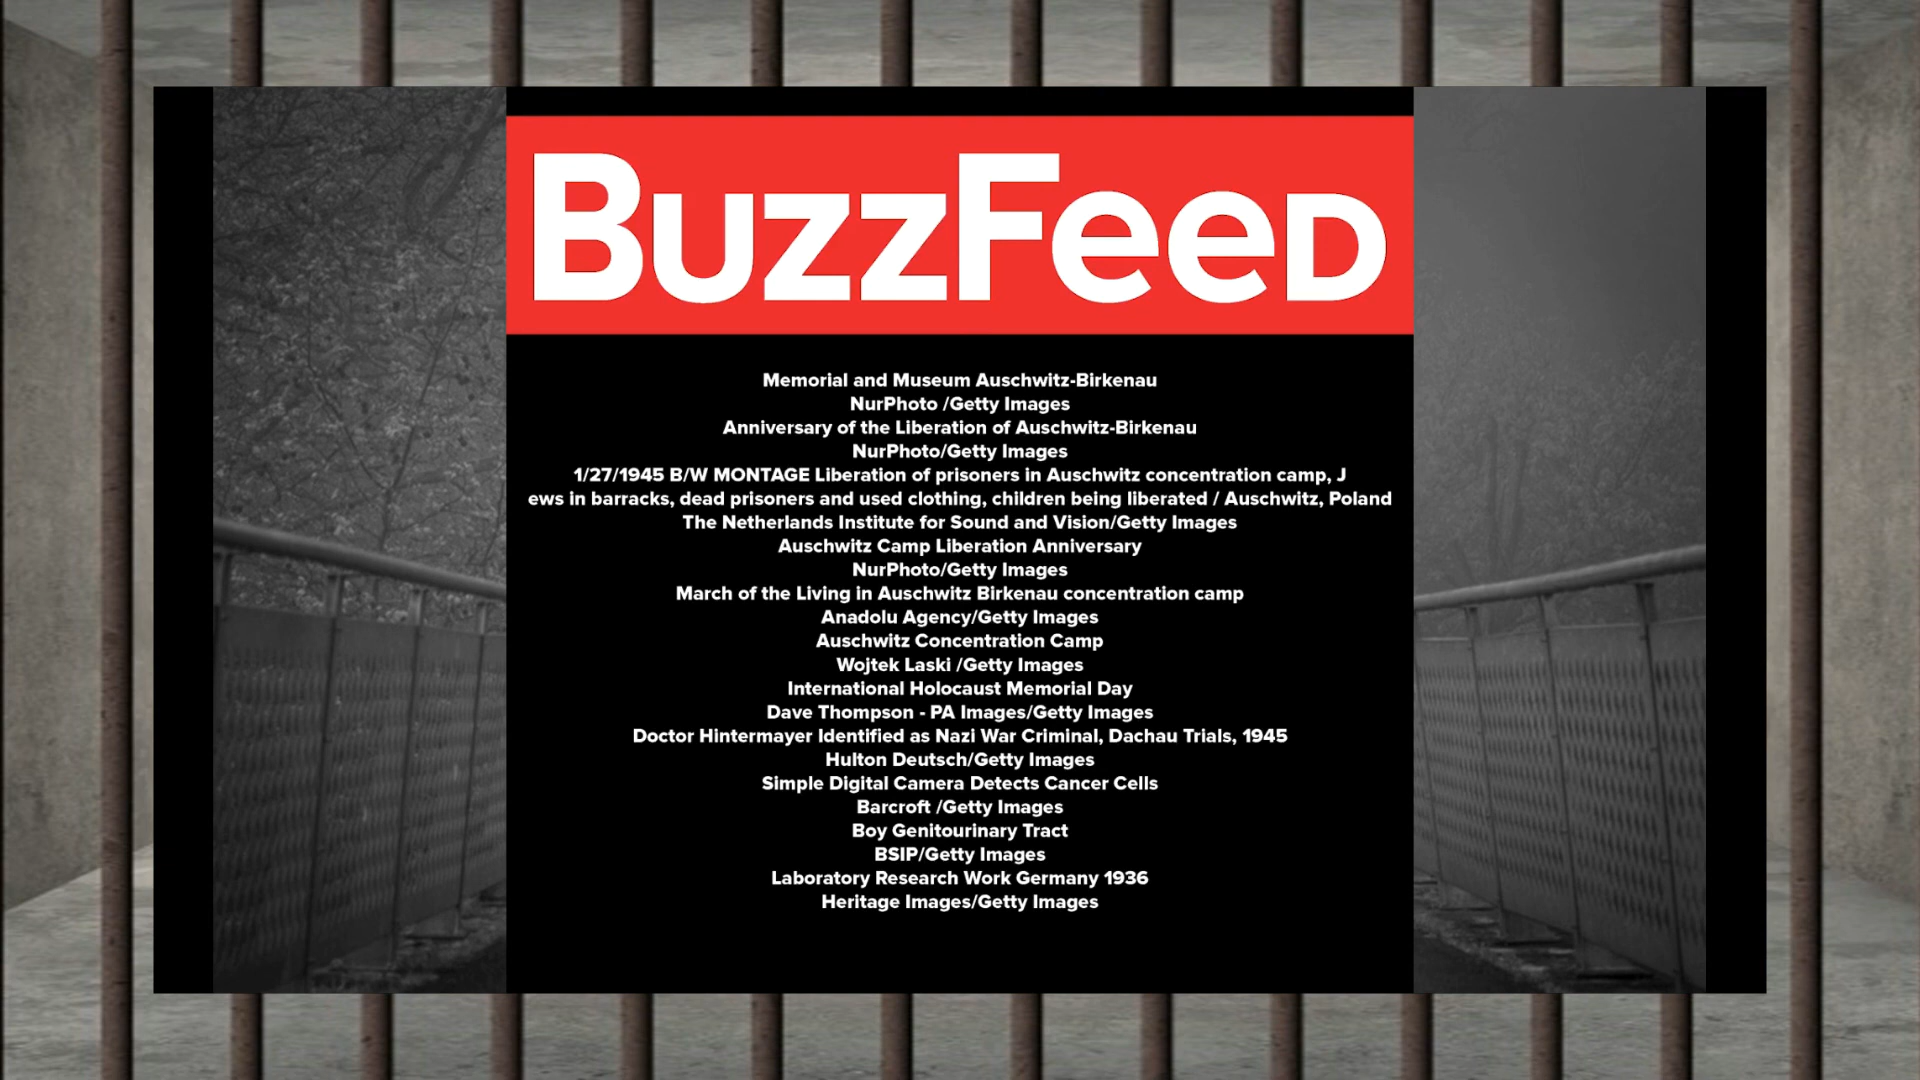 BuzzFeed
Memorial and Museum Auschwitz-Birkenau
NurPhoto /Getty Images
Anniversary of the Liberation of Auschwitz-Birkenau
NurPhoto/Getty Images
1/27/1945 B/W MONTAGE Liberation of prisoners in Auschwitz concentration camp, J
ews in barracks, dead prisoners and used clothing, children being liberated / Auschwitz, Poland
The Netherlands Institute for Sound and Vision/Getty Images
Auschwitz Camp Liberation Anniversary
NurPhoto/Getty Images
March of the Living in Auschwitz Birkenau concentration camp
Anadolu Agency/Getty Images
Auschwitz Concentration Camp
Wojtek Laski /Getty Images
International Holocaust Memorial Day
Dave Thompson - PA Images/Getty Images
Doctor Hintermayer Identified as Nazi War Criminal, Dachau Trials, 1945
Hulton Deutsch/Getty Images
Simple Digital Camera Detects Cancer Cells
Barcroft /Getty Images
Boy Genitourinary Tract
BSIP/Getty Images
Laboratory Research Work Germany 1936
Heritage Images/Getty Images